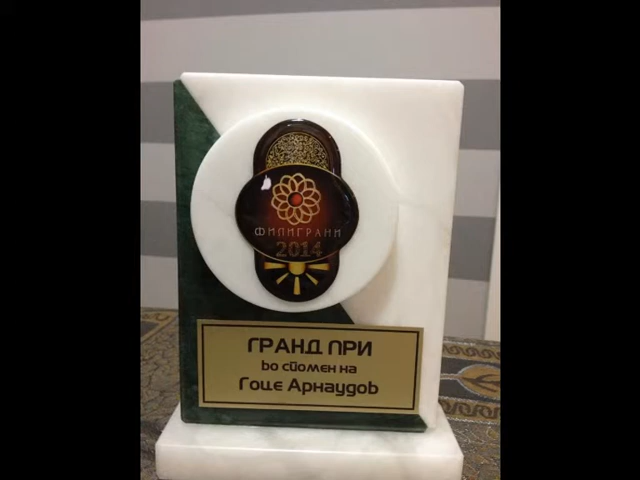 ФИЛИГРАНИ
2014
ГРАНД ПРИ
во спомен на
Гоце Арнаудов